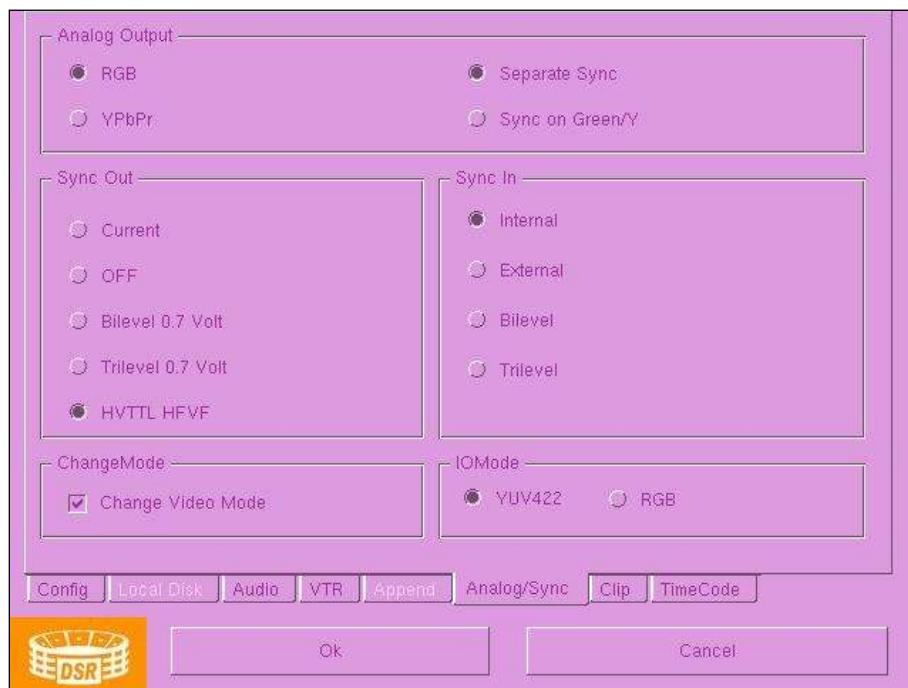 Analog Output
RGB
Separate Sync
YPbPr
Sync on Green/Y
Sync Out
Current
OFF
Bilevel 0.7 Volt
Trilevel 0.7 Volt
HVTTL HFVF
Sync In
Internal
External
Bilevel
Trilevel
ChangeMode
Change Video Mode
IOMode
YUV422 RGB
Config Local Disk Audio VTR Append Analog/Sync Clip TimeCode
DSR
Ok
Cancel